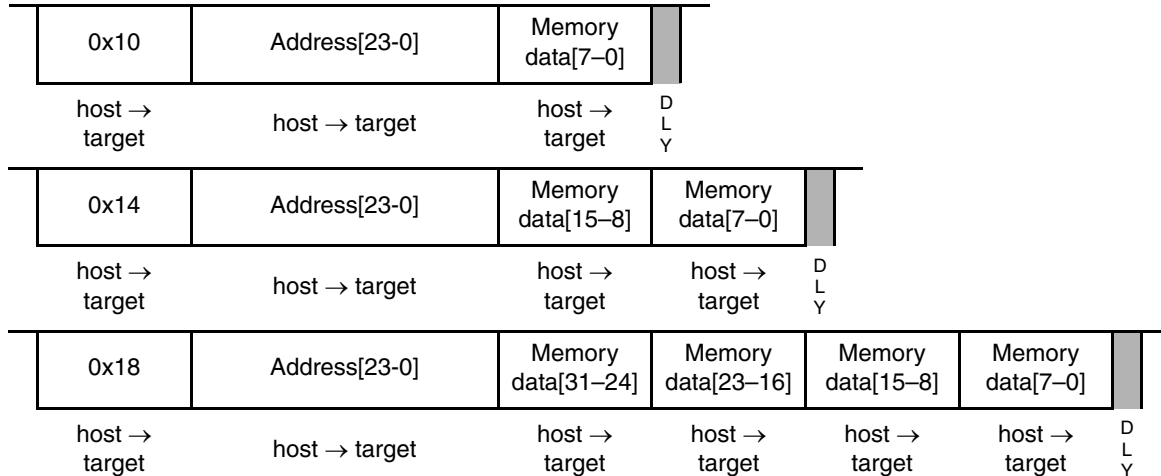 0x10 Address[23-0] Memory data[7–0]
host → target host → target host → target D L Y
0x14 Address[23-0] Memory data[15–8] Memory data[7–0]
host → target host → target host → target host → target D L Y
0x18 Address[23-0] Memory data[31–24] Memory data[23–16] Memory data[15–8] Memory data[7–0]
host → target host → target host → target host → target host → target host → target D L Y